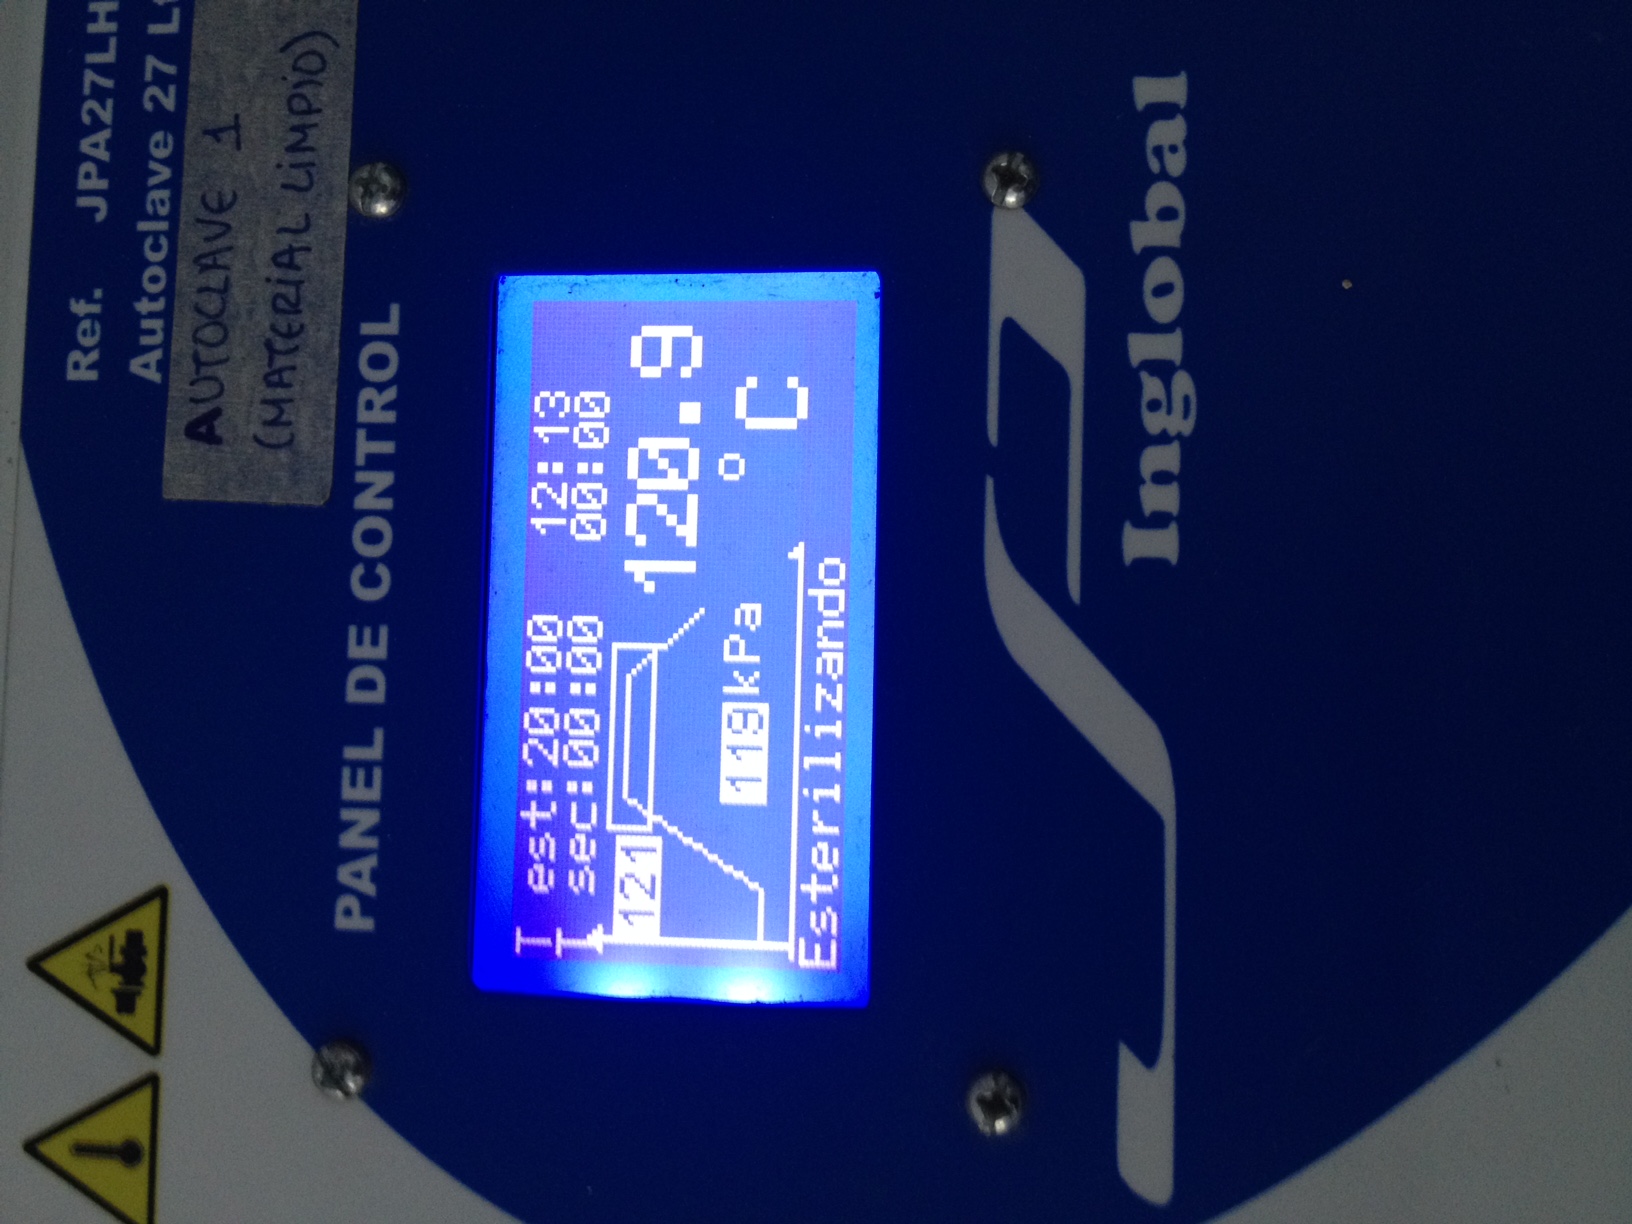 Ref. JPA27LH
Autoclave 27
AUTOCLAVE 1
(MATERIAL LIMPIO)
PANEL DE CONTROL
T est:20:00 12:13
T sec:00:00 00:00
121
120.9
°C
119kPa
Esterilizando
Inglobal